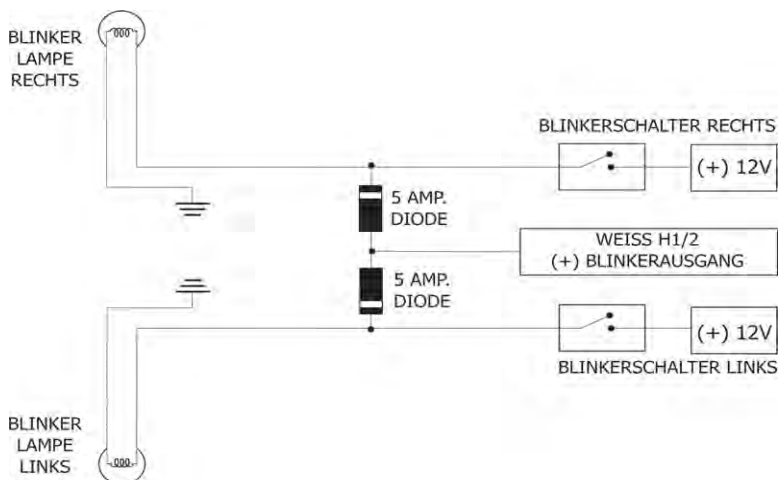 BLINKER
LAMPE
RECHTS
BLINKERSCHALTER RECHTS
(+) 12V
5 AMP.
DIODE
WEISS H1/2
(+) BLINKERAUSGANG
5 AMP.
DIODE
(+) 12V
BLINKERSCHALTER LINKS
BLINKER
LAMPE
LINKS